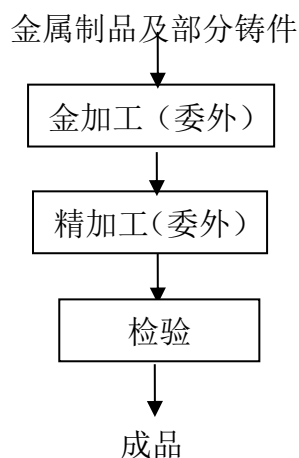 金属制品及部分铸件
金加工（委外）
精加工(委外）
检验
成品